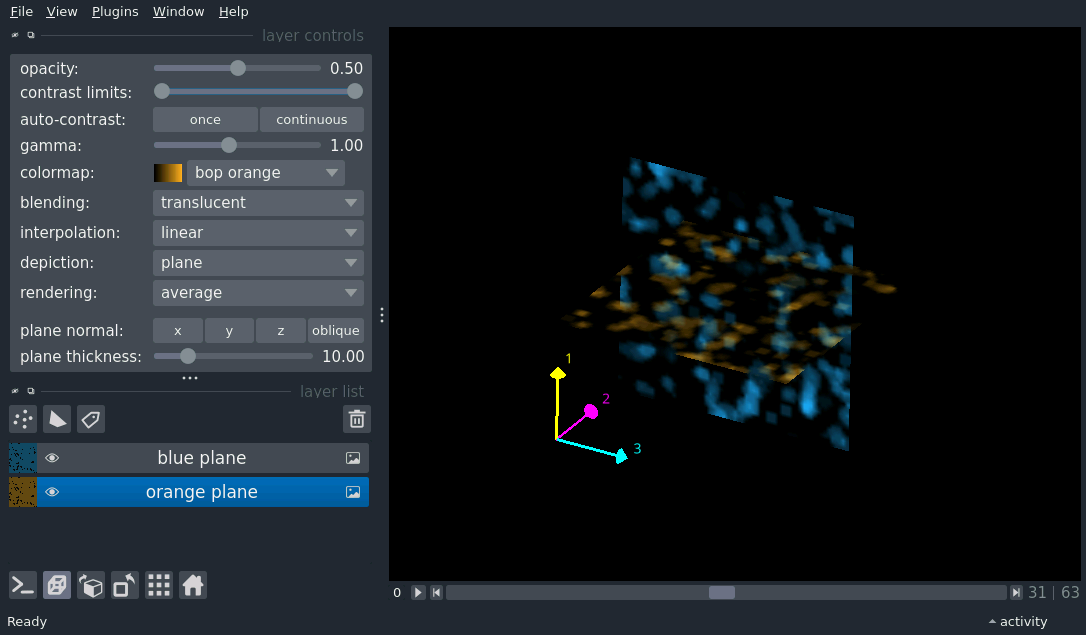 File View Plugins Window Help
layer controls
opacity: 0.50
contrast limits:
auto-contrast: once continuous
gamma: 1.00
colormap: bop orange
blending: translucent
interpolation: linear
depiction: plane
rendering: average
plane normal: x y z oblique
plane thickness: 10.00
layer list
blue plane
orange plane
1
2
3
0 31 | 63
Ready activity